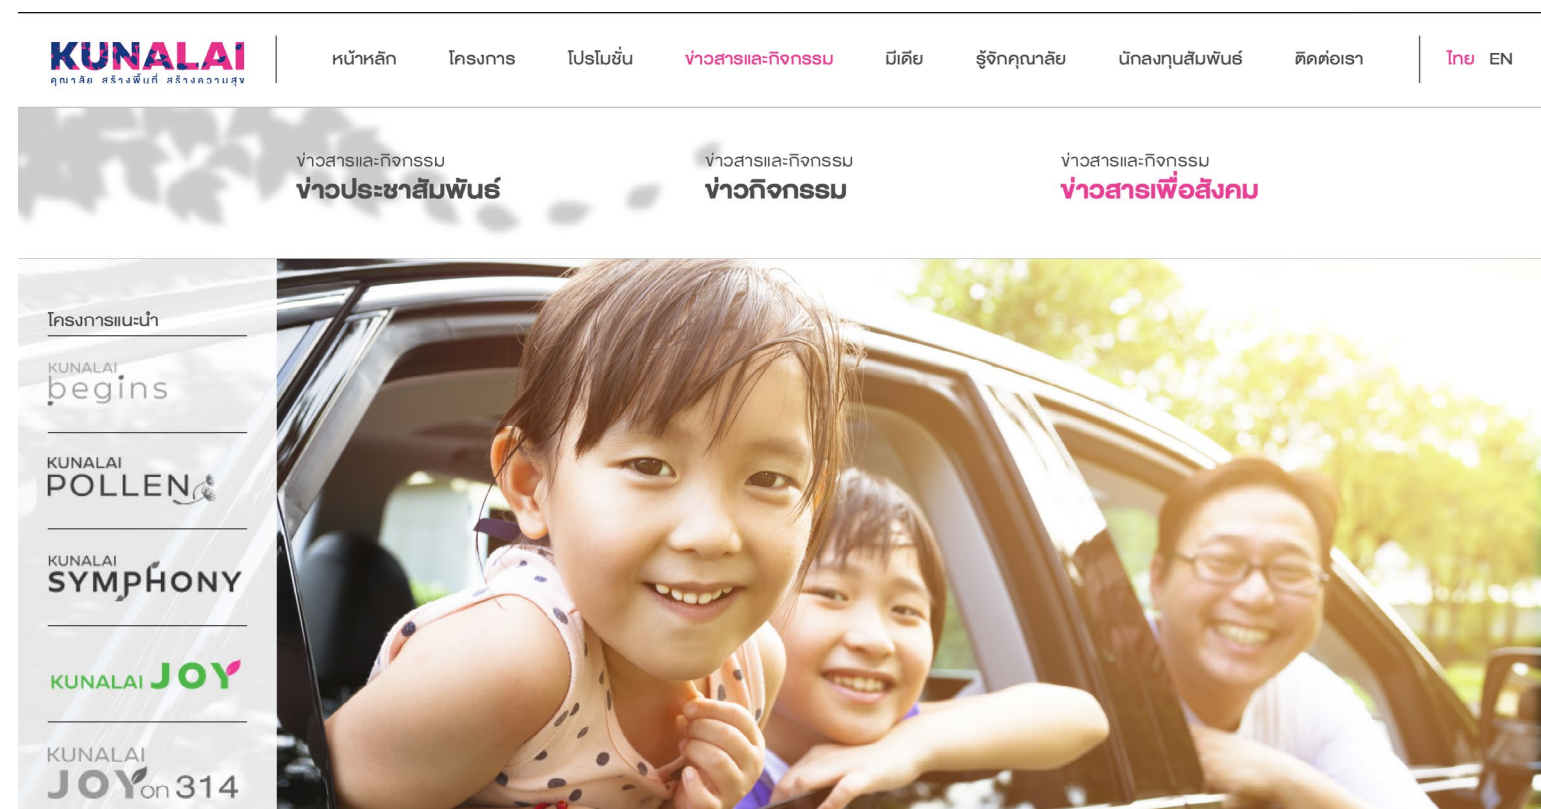 KUNALAI
คุณาลัย สร้างพื้นที่ สร้างความสุข
หน้าหลัก
โครงการ
โปรโมชั่น
ข่าวสารและกิจกรรม
มีเดีย
รู้จักคุณาลัย
นักลงทุนสัมพันธ์
ติดต่อเรา
ไทย EN
ข่าวสารและกิจกรรม
ข่าวประชาสัมพันธ์
ข่าวสารและกิจกรรม
ข่าวกิจกรรม
ข่าวสารและกิจกรรม
ข่าวสารเพื่อสังคม
โครงการแนะนำ
KUNALAI
begins
KUNALAI
POLLEN
KUNALAI
SYMPHONY
KUNALAI JOY
KUNALAI
JOY on 314